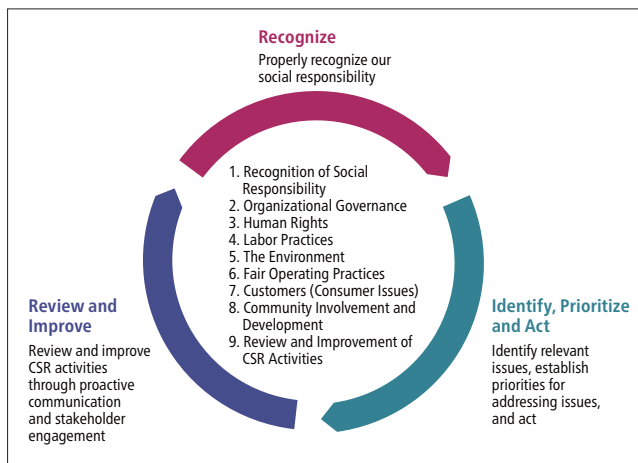 Recognize
Properly recognize our
social responsibility
1. Recognition of Social
Responsibility
2. Organizational Governance
3. Human Rights
4. Labor Practices
5. The Environment
6. Fair Operating Practices
7. Customers (Consumer Issues)
8. Community Involvement and
Development
9. Review and Improvement of
CSR Activities
Identify, Prioritize
and Act
Identify relevant
issues, establish
priorities for
addressing issues,
and act
Review and
Improve
Review and improve
CSR activities
through proactive
communication
and stakeholder
engagement